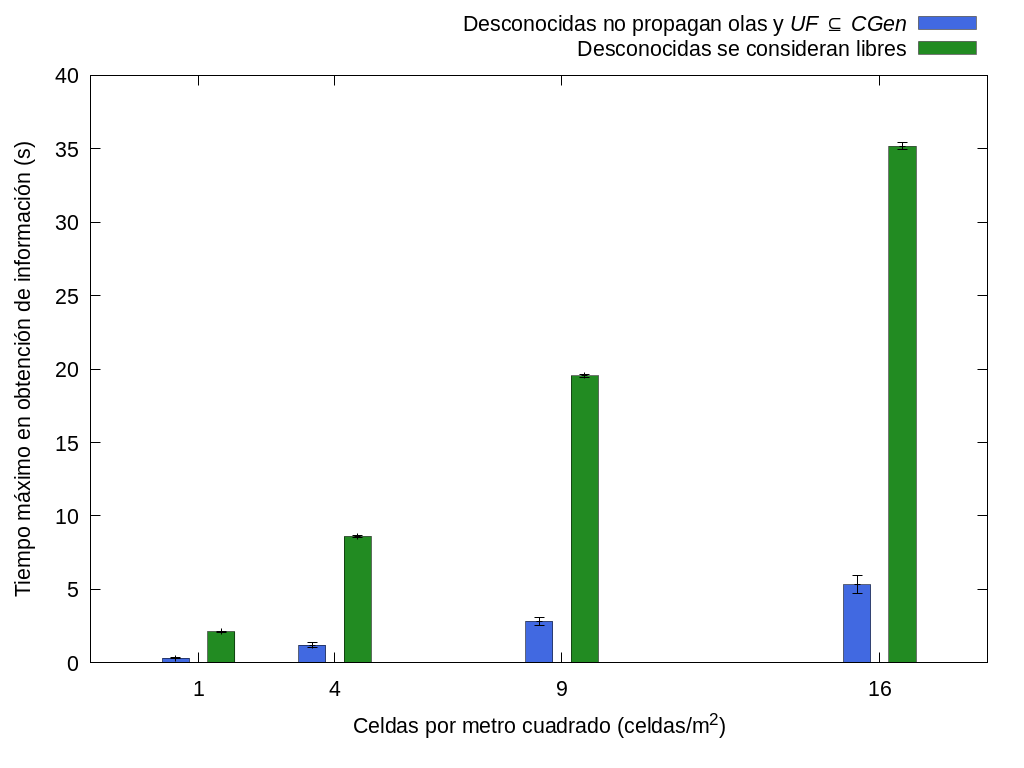 Desconocidas no propagan olas y UF ⊆ CGen
Desconocidas se consideran libres
40
35
30
25
20
15
10
5
0
Tiempo máximo en obtención de información (s)
1 4 9 16
Celdas por metro cuadrado (celdas/m²)